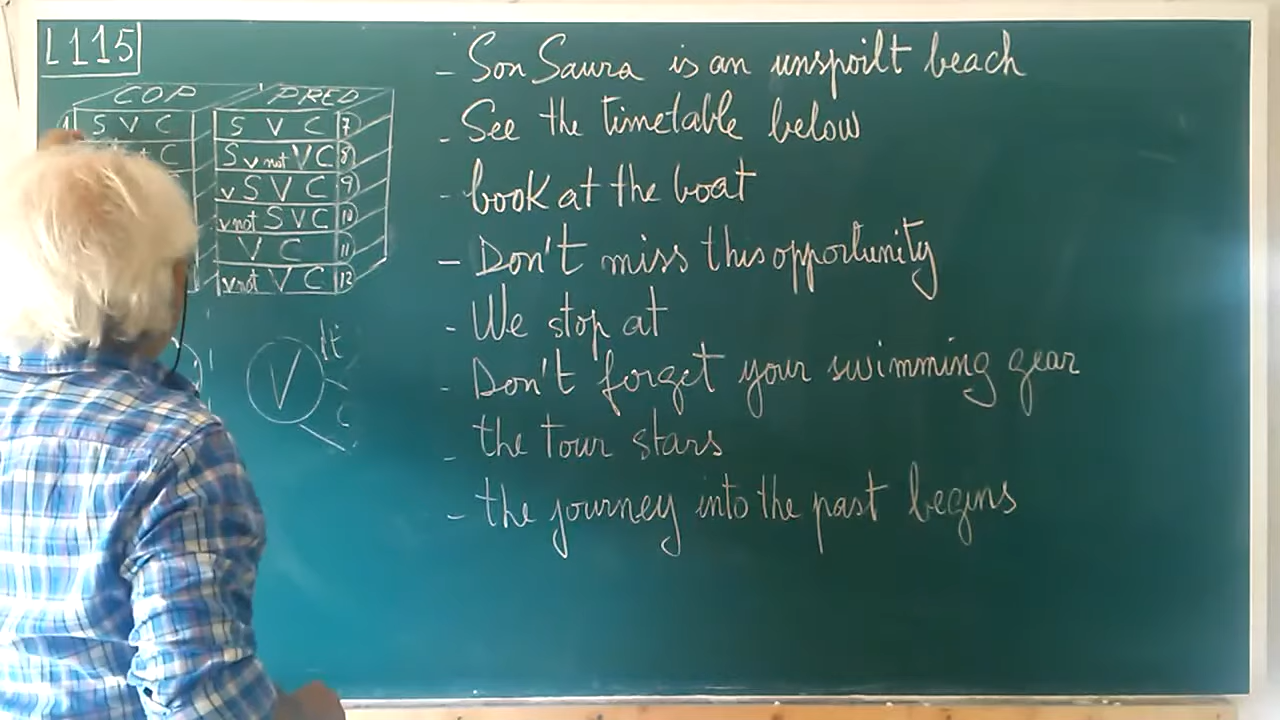 L115
COP PRED
S V C S V C 7
C S v not V C 8
v S V C 9
v not S V C 10
V C 11
v not V C 12
V It
C
- Son Saura is an unspoilt beach
- See the timetable below
- book at the boat
- Don't miss this opportunity
- We stop at
- Don't forget your swimming gear
- the tour stars
- the journey into the past begins